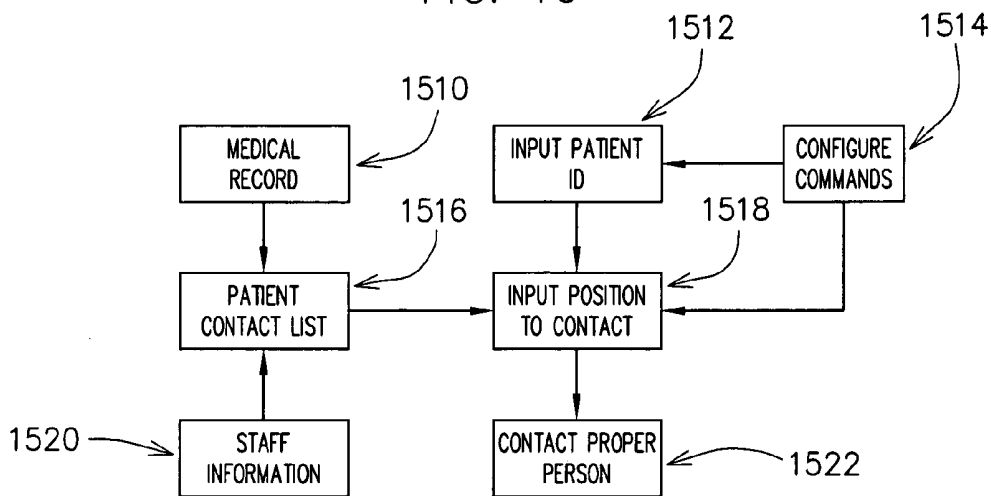 1512
1514
1510
MEDICAL
RECORD
INPUT PATIENT
ID
CONFIGURE
COMMANDS
1516
1518
PATIENT
CONTACT LIST
INPUT POSITION
TO CONTACT
1520
STAFF
INFORMATION
CONTACT PROPER
PERSON
1522